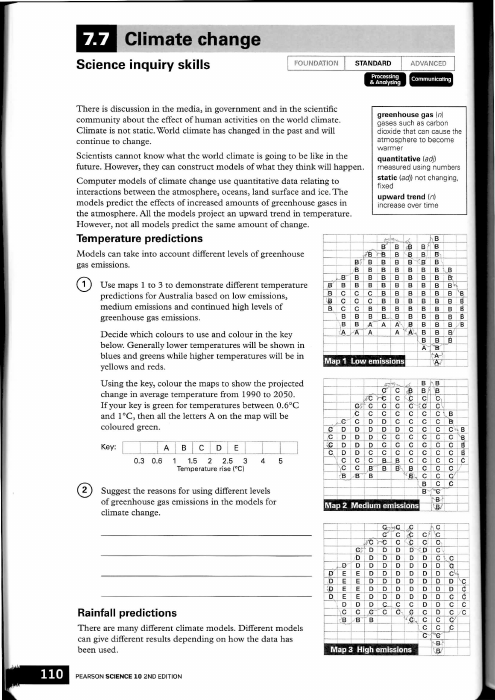 7.7 Climate change
Science inquiry skills
FOUNDATION STANDARD ADVANCED
Processing & Analysing
Communicating
There is discussion in the media, in government and in the scientific
community about the effect of human activities on the world climate.
Climate is not static. World climate has changed in the past and will
continue to change.
Scientists cannot know what the world climate is going to be like in the
future. However, they can construct models of what they think will happen.
Computer models of climate change use quantitative data relating to
interactions between the atmosphere, oceans, land surface and ice. The
models predict the effects of increased amounts of greenhouse gases in
the atmosphere. All the models project an upward trend in temperature.
However, not all models predict the same amount of change.
greenhouse gas (n)
gases such as carbon
dioxide that can cause the
atmosphere to become
warmer
quantitative (adj)
measured using numbers
static (adj) not changing,
fixed
upward trend (n)
increase over time
Temperature predictions
Models can take into account different levels of greenhouse
gas emissions.
1 Use maps 1 to 3 to demonstrate different temperature
predictions for Australia based on low emissions,
medium emissions and continued high levels of
greenhouse gas emissions.
Decide which colours to use and colour in the key
below. Generally lower temperatures will be shown in
blues and greens while higher temperatures will be in
yellows and reds.
Using the key, colour the maps to show the projected
change in average temperature from 1990 to 2050.
If your key is green for temperatures between 0.6°C
and 1°C, then all the letters A on the map will be
coloured green.
Key: A B C D E
0.3 0.6 1 1.5 2 2.5 3 4 5
Temperature rise (°C)
2 Suggest the reasons for using different levels
of greenhouse gas emissions in the models for
climate change.
Map 1 Low emissions
Map 2 Medium emissions
Map 3 High emissions
Rainfall predictions
There are many different climate models. Different models
can give different results depending on how the data has
been used.
110 PEARSON SCIENCE 10 2ND EDITION